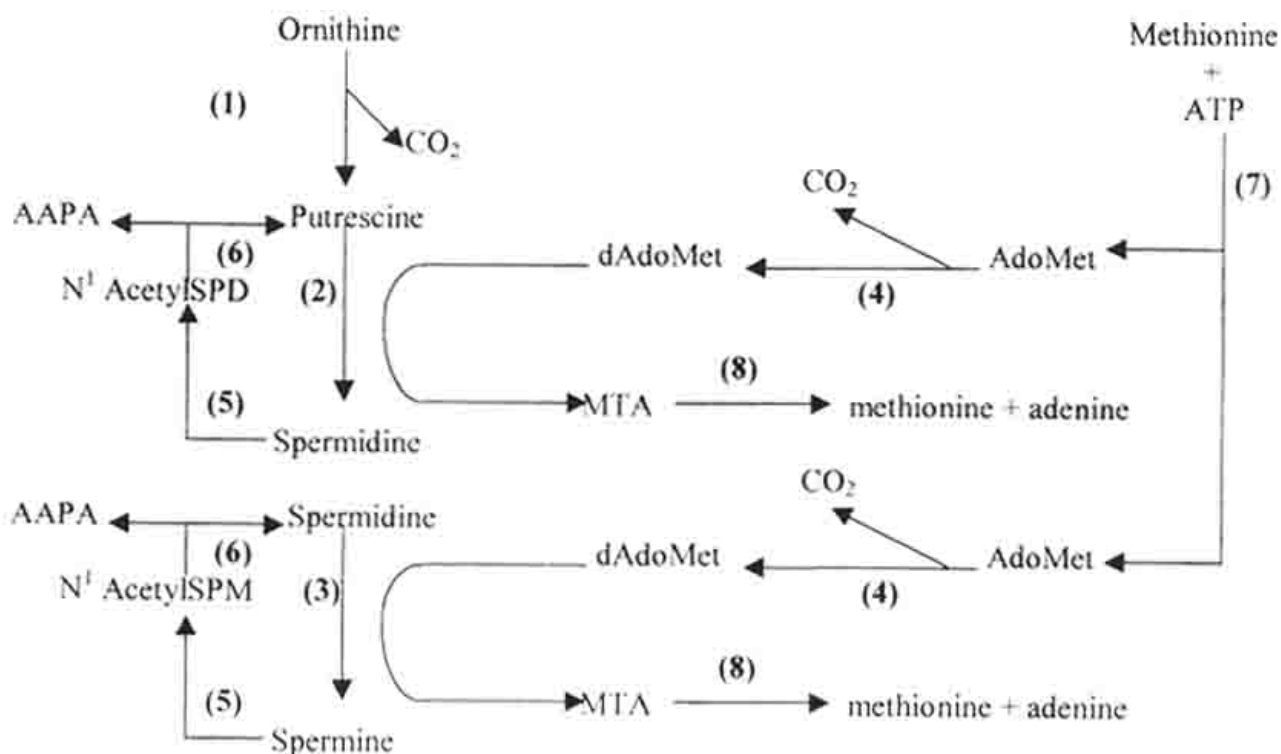 Ornithine
Methionine
+
ATP
(1)
CO₂
(7)
CO₂
AAPA
Putrescine
(6)
dAdoMet
AdoMet
N¹ AcetylSPD
(2)
(4)
(8)
(5)
MTA
methionine + adenine
Spermidine
CO₂
AAPA
Spermidine
(6)
dAdoMet
AdoMet
N¹ AcetylSPM
(3)
(4)
(8)
(5)
MTA
methionine + adenine
Spermine